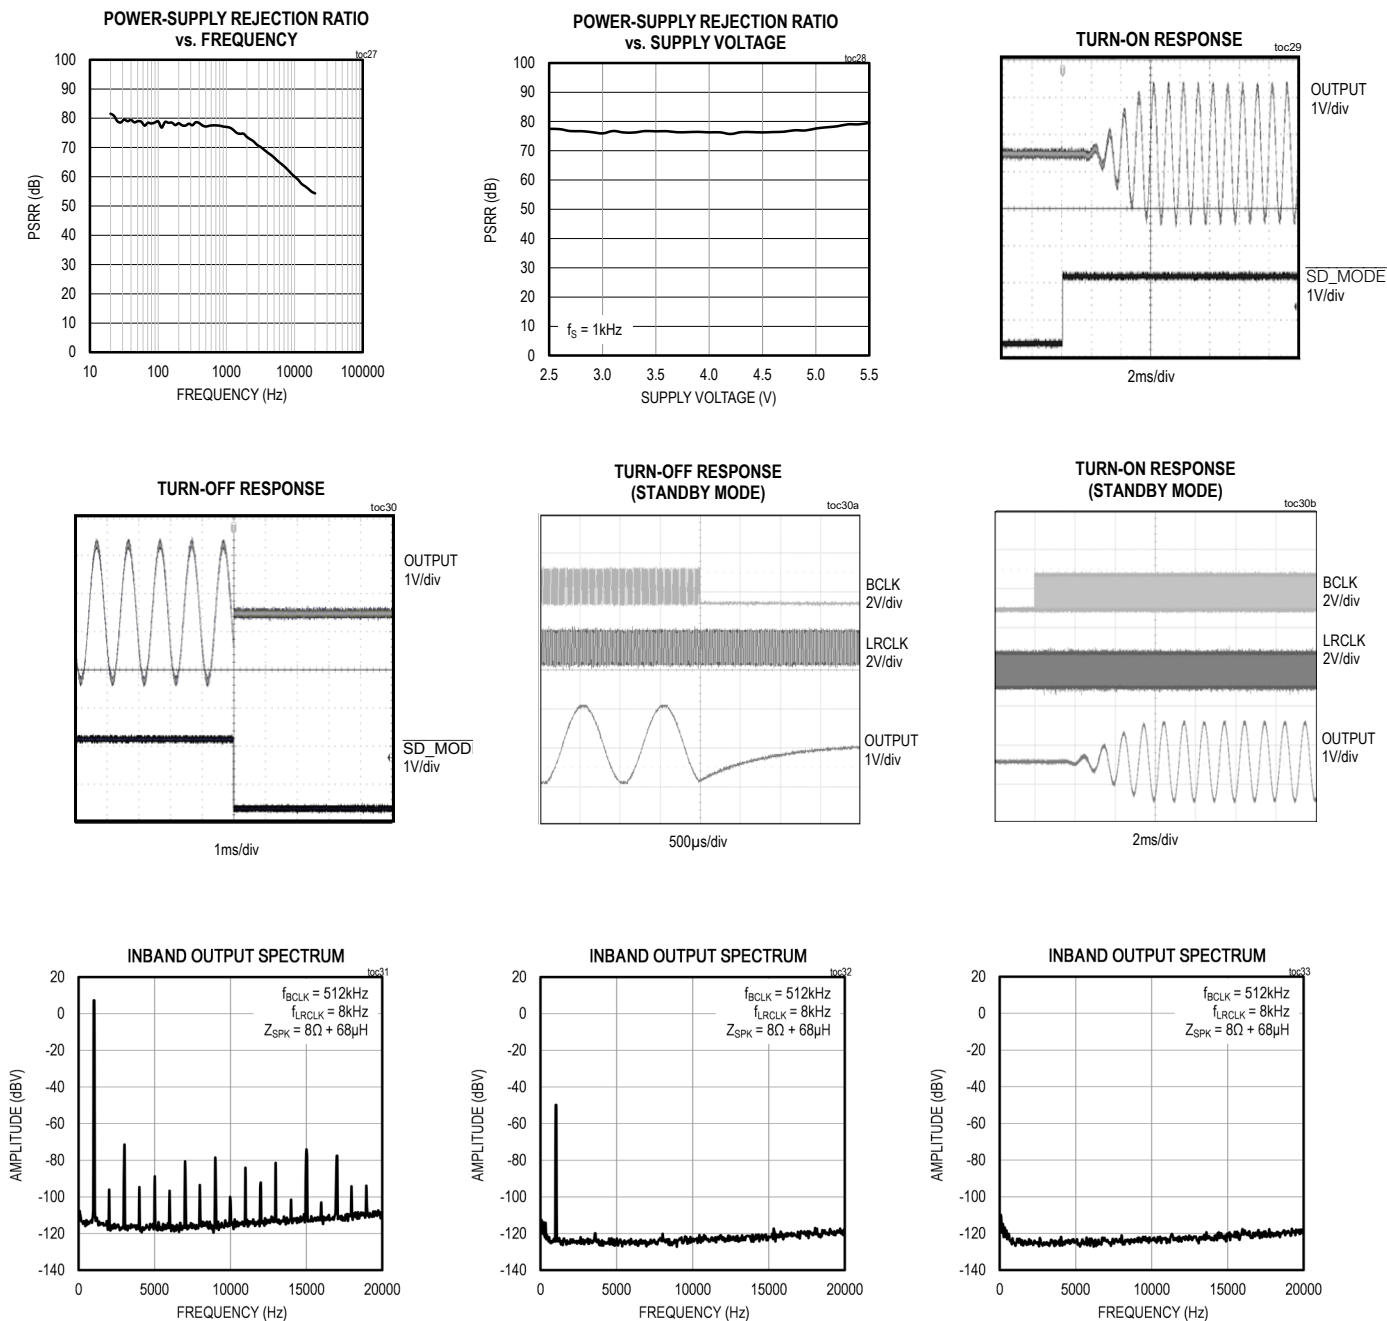 POWER-SUPPLY REJECTION RATIO
vs. FREQUENCY
toc27
100
90
80
70
60
50
40
30
20
10
0
PSRR (dB)
10
100
1000
10000
100000
FREQUENCY (Hz)
POWER-SUPPLY REJECTION RATIO
vs. SUPPLY VOLTAGE
toc28
100
90
80
70
60
50
40
30
20
10
0
PSRR (dB)
fS = 1kHz
2.5
3.0
3.5
4.0
4.5
5.0
5.5
SUPPLY VOLTAGE (V)
TURN-ON RESPONSE
toc29
OUTPUT
1V/div
SD_MODE
1V/div
2ms/div
TURN-OFF RESPONSE
toc30
OUTPUT
1V/div
SD_MOD
1V/div
1ms/div
TURN-OFF RESPONSE
(STANDBY MODE)
toc30a
BCLK
2V/div
LRCLK
2V/div
OUTPUT
1V/div
500µs/div
TURN-ON RESPONSE
(STANDBY MODE)
toc30b
BCLK
2V/div
LRCLK
2V/div
OUTPUT
1V/div
2ms/div
INBAND OUTPUT SPECTRUM
toc31
fBCLK = 512kHz
fLRCLK = 8kHz
ZSPK = 8Ω + 68µH
20
0
-20
-40
-60
-80
-100
-120
-140
AMPLITUDE (dBV)
0
5000
10000
15000
20000
FREQUENCY (Hz)
INBAND OUTPUT SPECTRUM
toc32
fBCLK = 512kHz
fLRCLK = 8kHz
ZSPK = 8Ω + 68µH
20
0
-20
-40
-60
-80
-100
-120
-140
AMPLITUDE (dBV)
0
5000
10000
15000
20000
FREQUENCY (Hz)
INBAND OUTPUT SPECTRUM
toc33
fBCLK = 512kHz
fLRCLK = 8kHz
ZSPK = 8Ω + 68µH
20
0
-20
-40
-60
-80
-100
-120
-140
AMPLITUDE (dBV)
0
5000
10000
15000
20000
FREQUENCY (Hz)